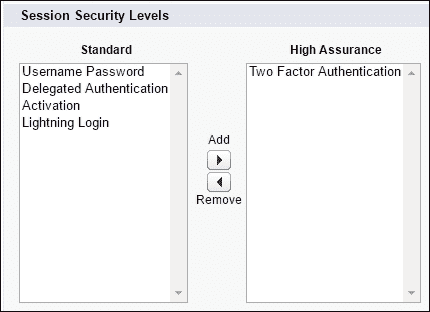 Session Security Levels
Standard
High Assurance
Username Password
Delegated Authentication
Activation
Lightning Login
Add
Remove
Two Factor Authentication